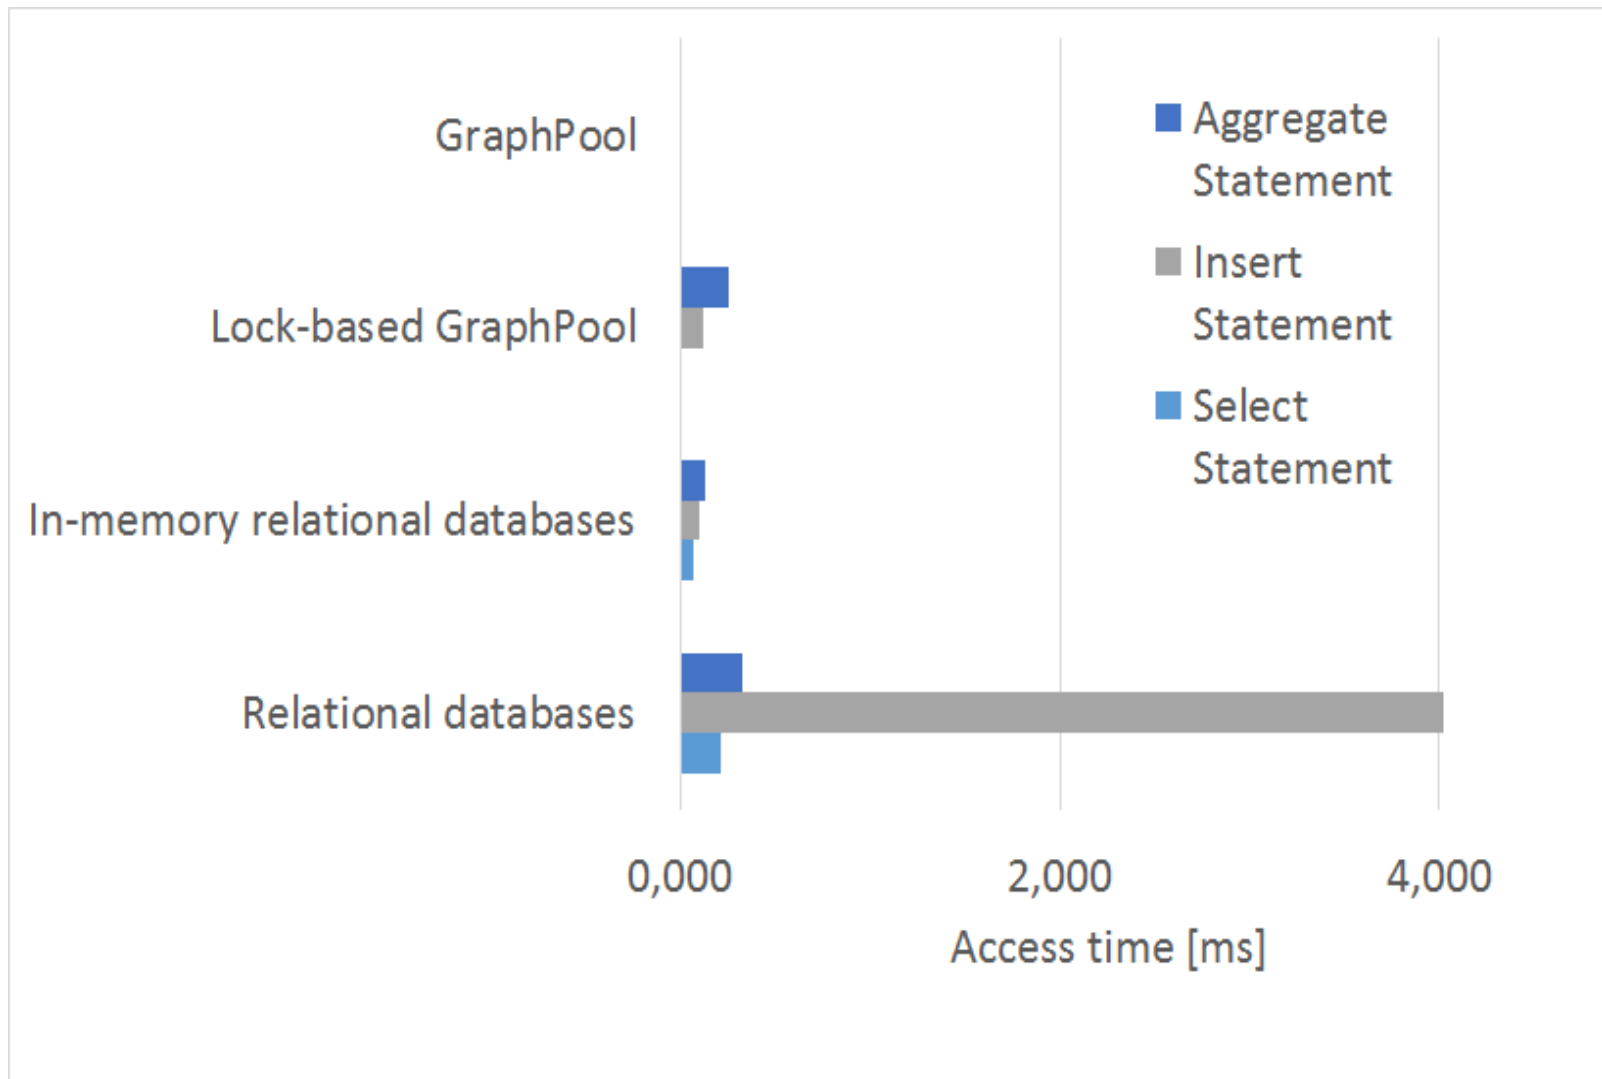 GraphPool
Lock-based GraphPool
In-memory relational databases
Relational databases
Aggregate
Statement
Insert
Statement
Select
Statement
0,000
2,000
4,000
Access time [ms]